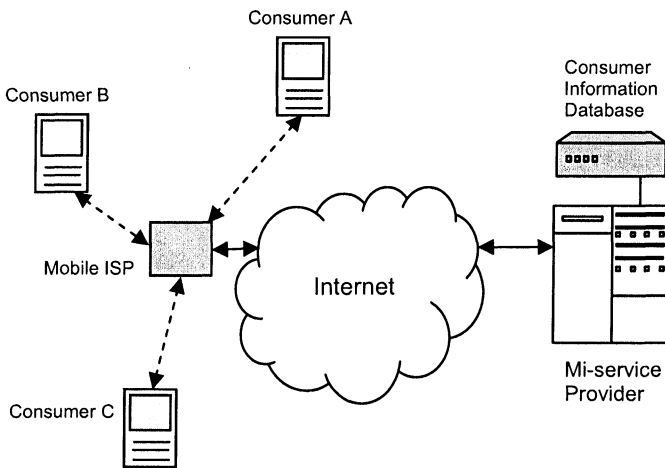 Consumer A
Consumer B
Consumer
Information
Database
Mobile ISP
Internet
Mi-service
Provider
Consumer C